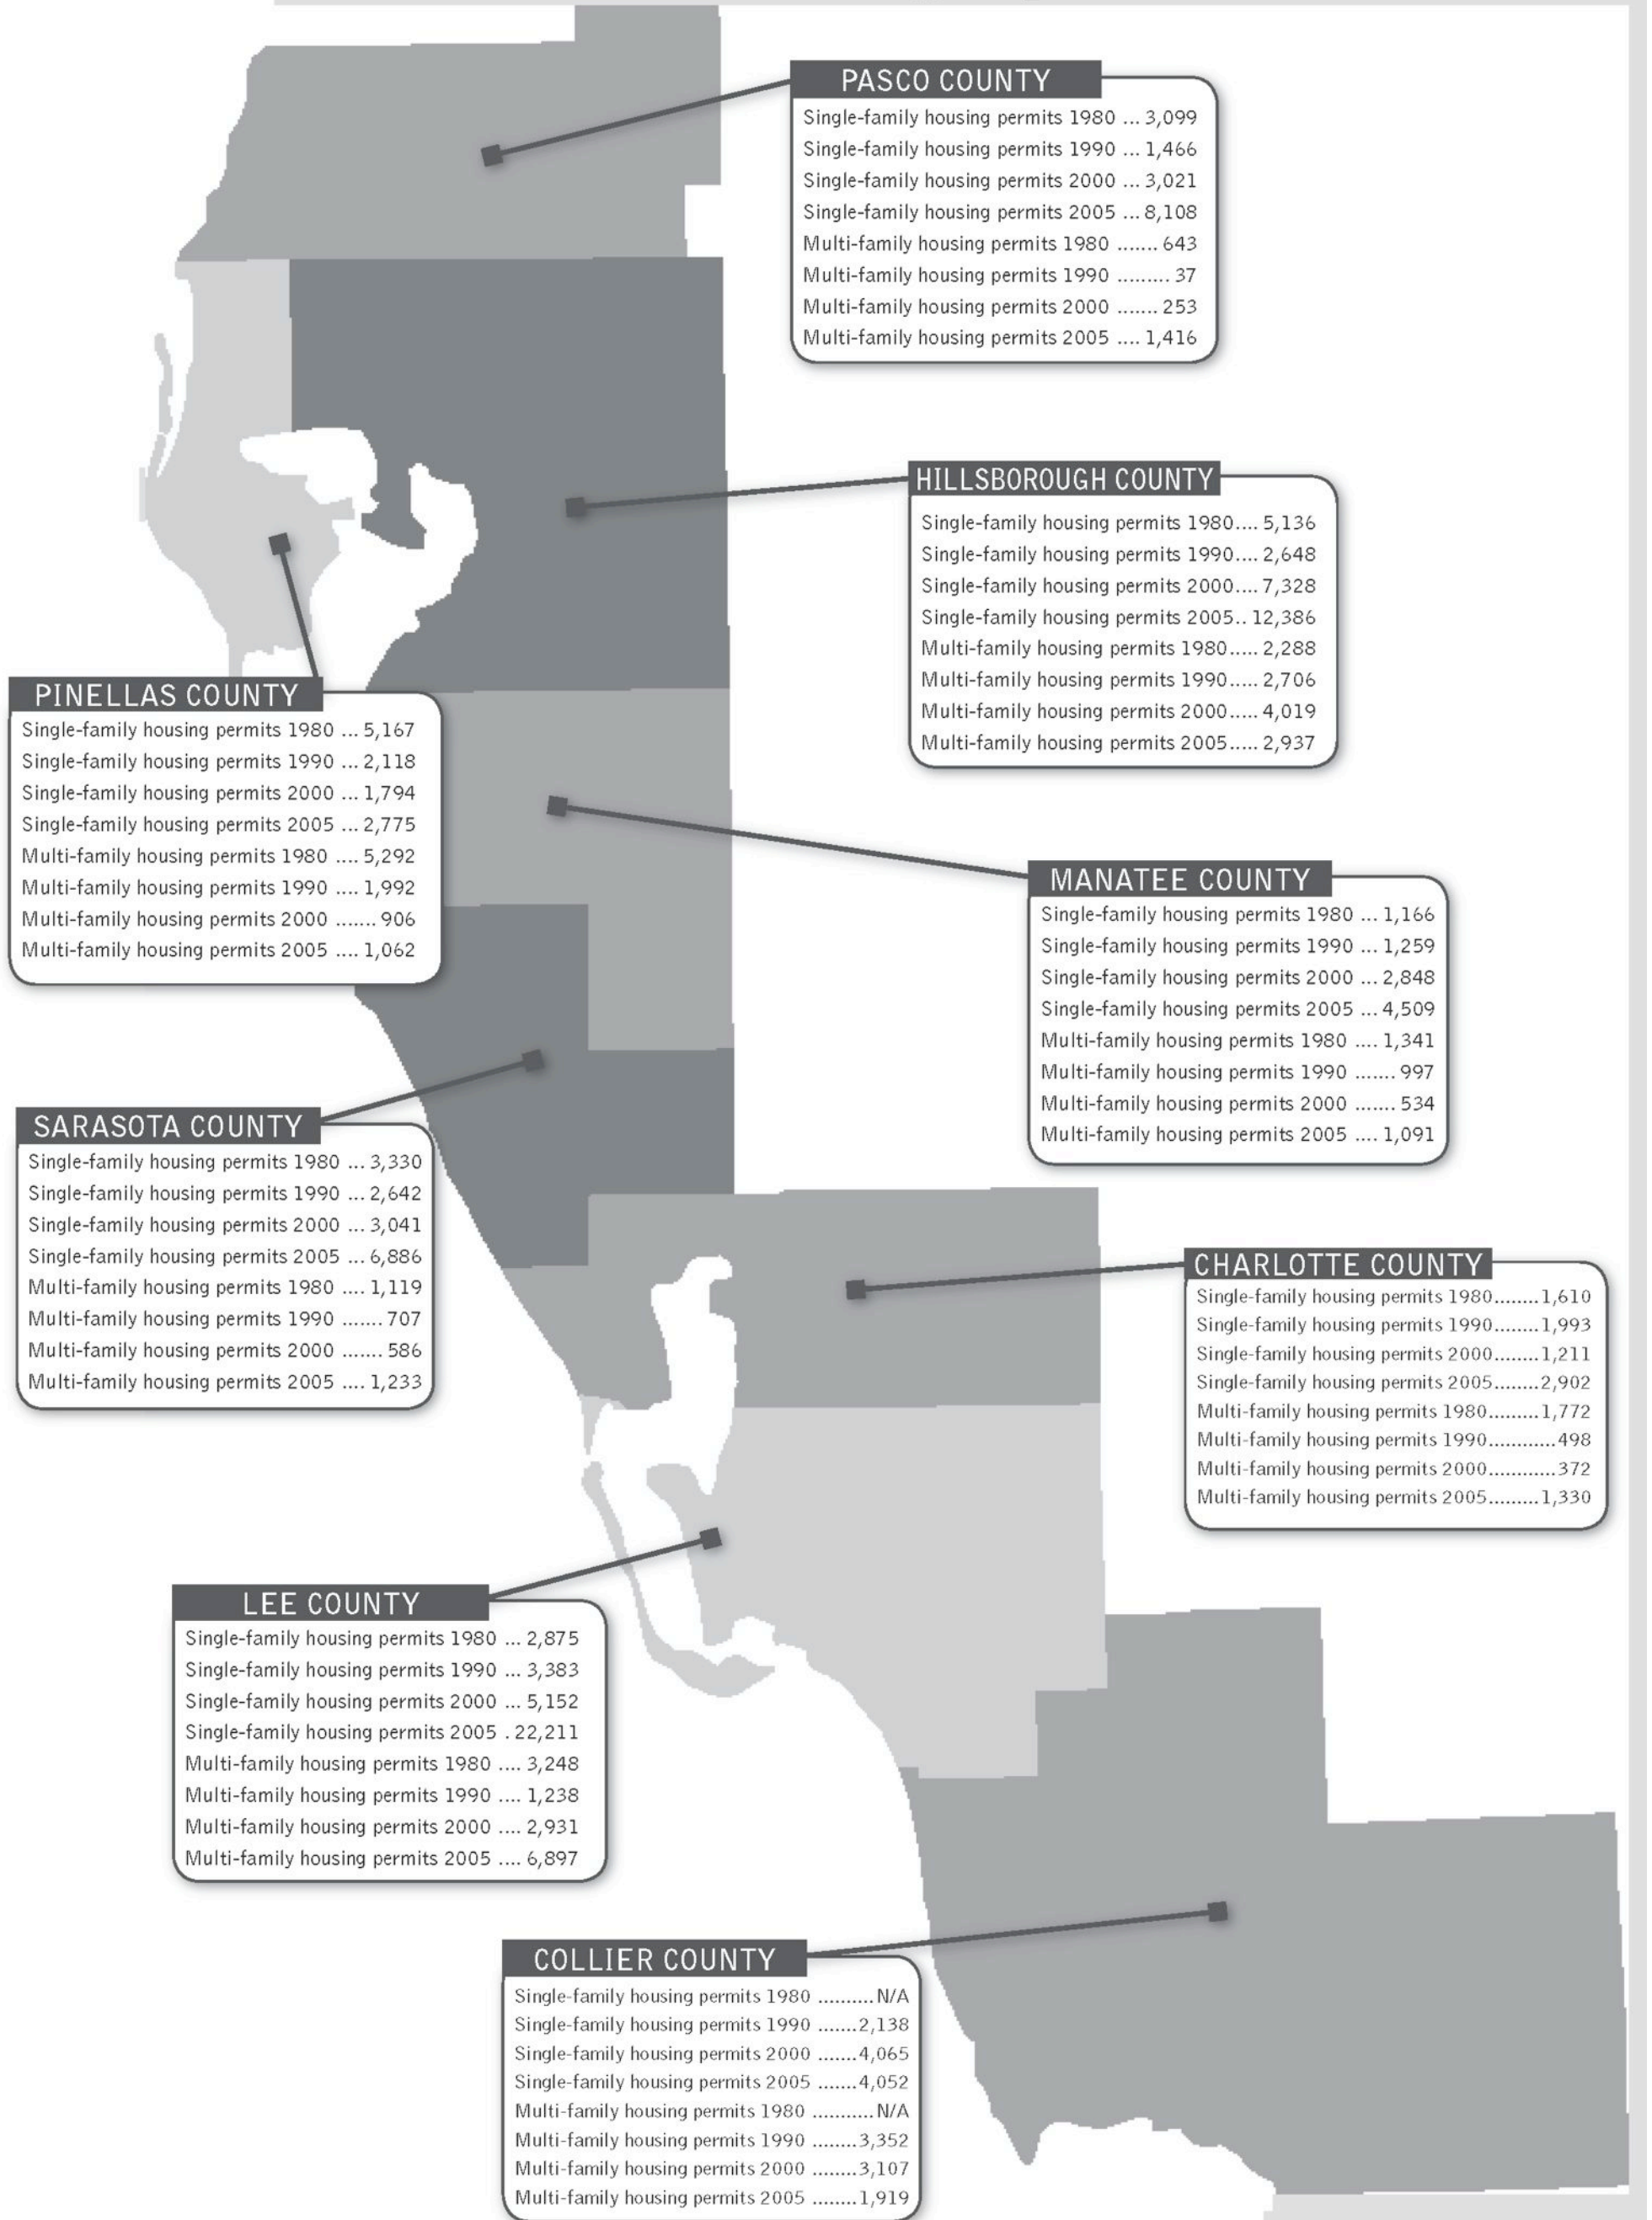 PASCO COUNTY
Single-family housing permits 1980 ... 3,099
Single-family housing permits 1990 ... 1,466
Single-family housing permits 2000 ... 3,021
Single-family housing permits 2005 ... 8,108
Multi-family housing permits 1980 ....... 643
Multi-family housing permits 1990 ......... 37
Multi-family housing permits 2000 ....... 253
Multi-family housing permits 2005 .... 1,416
HILLSBOROUGH COUNTY
Single-family housing permits 1980.... 5,136
Single-family housing permits 1990.... 2,648
Single-family housing permits 2000.... 7,328
Single-family housing permits 2005.. 12,386
Multi-family housing permits 1980..... 2,288
Multi-family housing permits 1990..... 2,706
Multi-family housing permits 2000..... 4,019
Multi-family housing permits 2005..... 2,937
PINELLAS COUNTY
Single-family housing permits 1980 ... 5,167
Single-family housing permits 1990 ... 2,118
Single-family housing permits 2000 ... 1,794
Single-family housing permits 2005 ... 2,775
Multi-family housing permits 1980 .... 5,292
Multi-family housing permits 1990 .... 1,992
Multi-family housing permits 2000 ....... 906
Multi-family housing permits 2005 .... 1,062
MANATEE COUNTY
Single-family housing permits 1980 ... 1,166
Single-family housing permits 1990 ... 1,259
Single-family housing permits 2000 ... 2,848
Single-family housing permits 2005 ... 4,509
Multi-family housing permits 1980 .... 1,341
Multi-family housing permits 1990 ....... 997
Multi-family housing permits 2000 ....... 534
Multi-family housing permits 2005 .... 1,091
SARASOTA COUNTY
Single-family housing permits 1980 ... 3,330
Single-family housing permits 1990 ... 2,642
Single-family housing permits 2000 ... 3,041
Single-family housing permits 2005 ... 6,886
Multi-family housing permits 1980 .... 1,119
Multi-family housing permits 1990 ....... 707
Multi-family housing permits 2000 ....... 586
Multi-family housing permits 2005 .... 1,233
CHARLOTTE COUNTY
Single-family housing permits 1980.......1,610
Single-family housing permits 1990.......1,993
Single-family housing permits 2000.......1,211
Single-family housing permits 2005.......2,902
Multi-family housing permits 1980.........1,772
Multi-family housing permits 1990............498
Multi-family housing permits 2000............372
Multi-family housing permits 2005.........1,330
LEE COUNTY
Single-family housing permits 1980 ... 2,875
Single-family housing permits 1990 ... 3,383
Single-family housing permits 2000 ... 5,152
Single-family housing permits 2005 . 22,211
Multi-family housing permits 1980 .... 3,248
Multi-family housing permits 1990 .... 1,238
Multi-family housing permits 2000 .... 2,931
Multi-family housing permits 2005 .... 6,897
COLLIER COUNTY
Single-family housing permits 1980 ..........N/A
Single-family housing permits 1990 .......2,138
Single-family housing permits 2000 .......4,065
Single-family housing permits 2005 .......4,052
Multi-family housing permits 1980 ...........N/A
Multi-family housing permits 1990 ........3,352
Multi-family housing permits 2000 ........3,107
Multi-family housing permits 2005 ........1,919